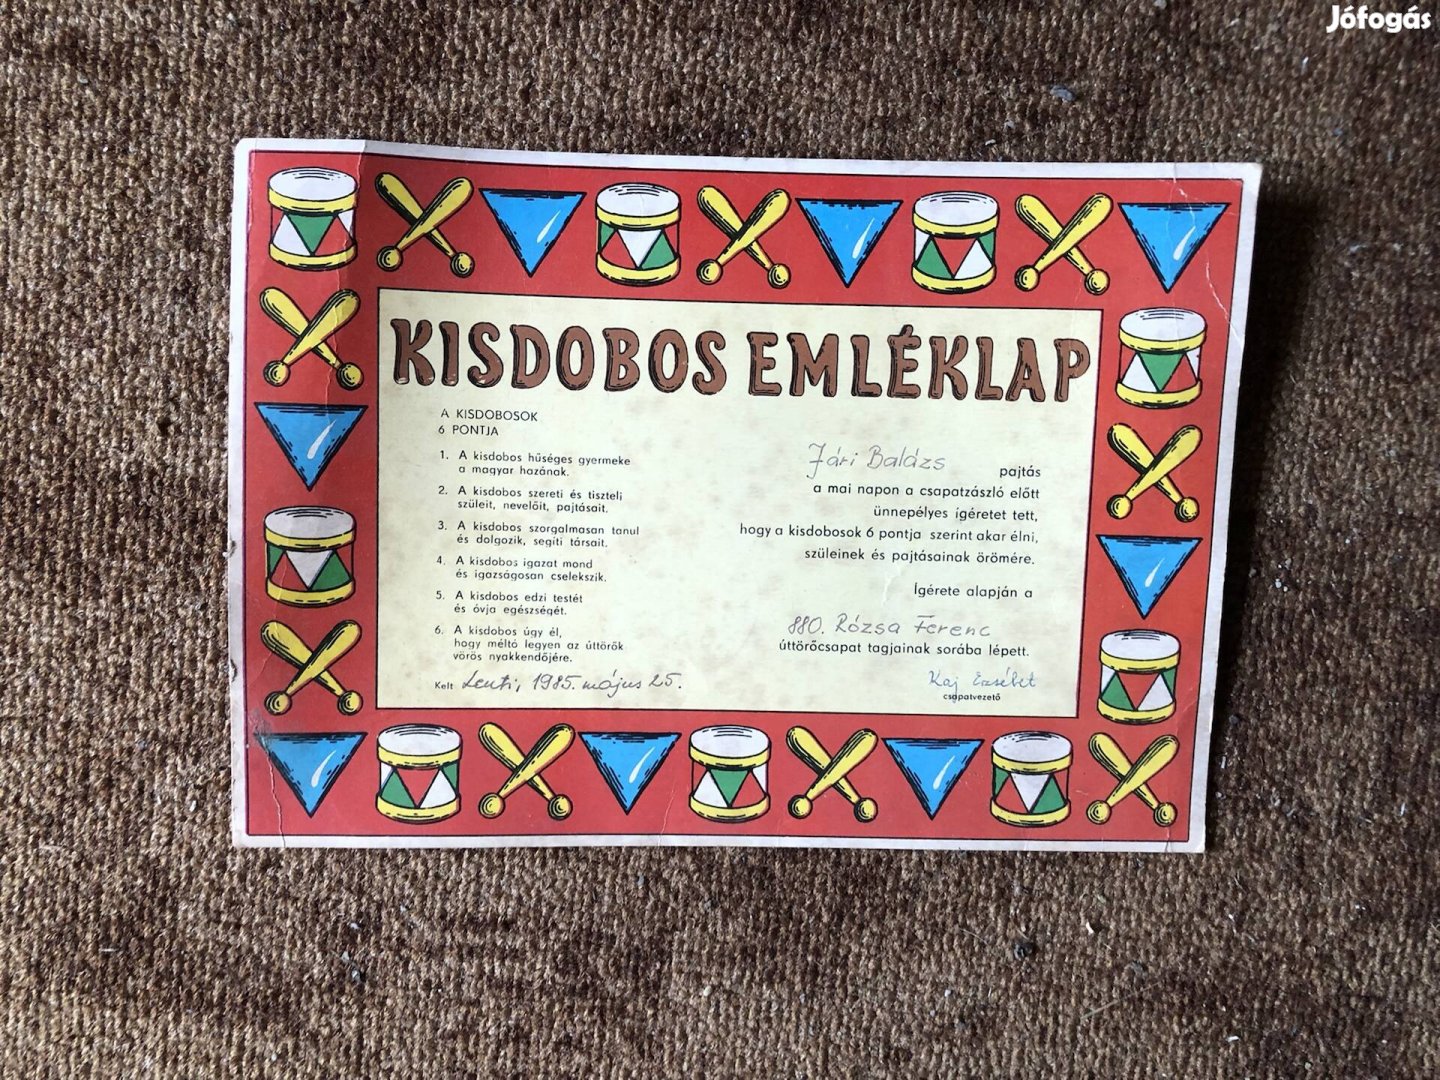 Jófogás
KISDOBOS EMLÉKLAP
A KISDOBOSOK
6 PONTJA
1. A kisdobos hűséges gyermeke
a magyar hazának.
2. A kisdobos szereti és tiszteli
szüleit, nevelőit, pajtásait.
3. A kisdobos szorgalmasan tanul
és dolgozik, segíti társait.
4. A kisdobos igazat mond
és igazságosan cselekszik.
5. A kisdobos edzi testét
és óvja egészségét.
6. A kisdobos úgy él,
hogy méltó legyen az úttörők
vörös nyakkendőjére.
Kelt Lenti, 1985. május 25.
Jári Balázs pajtás
a mai napon a csapatzászló előtt
ünnepélyes ígéretet tett,
hogy a kisdobosok 6 pontja szerint akar élni,
szüleinek és pajtásainak örömére.
Ígérete alapján a
880. Rózsa Ferenc
úttörőcsapat tagjainak sorába lépett.
Kaj Erzsébet
csapatvezető